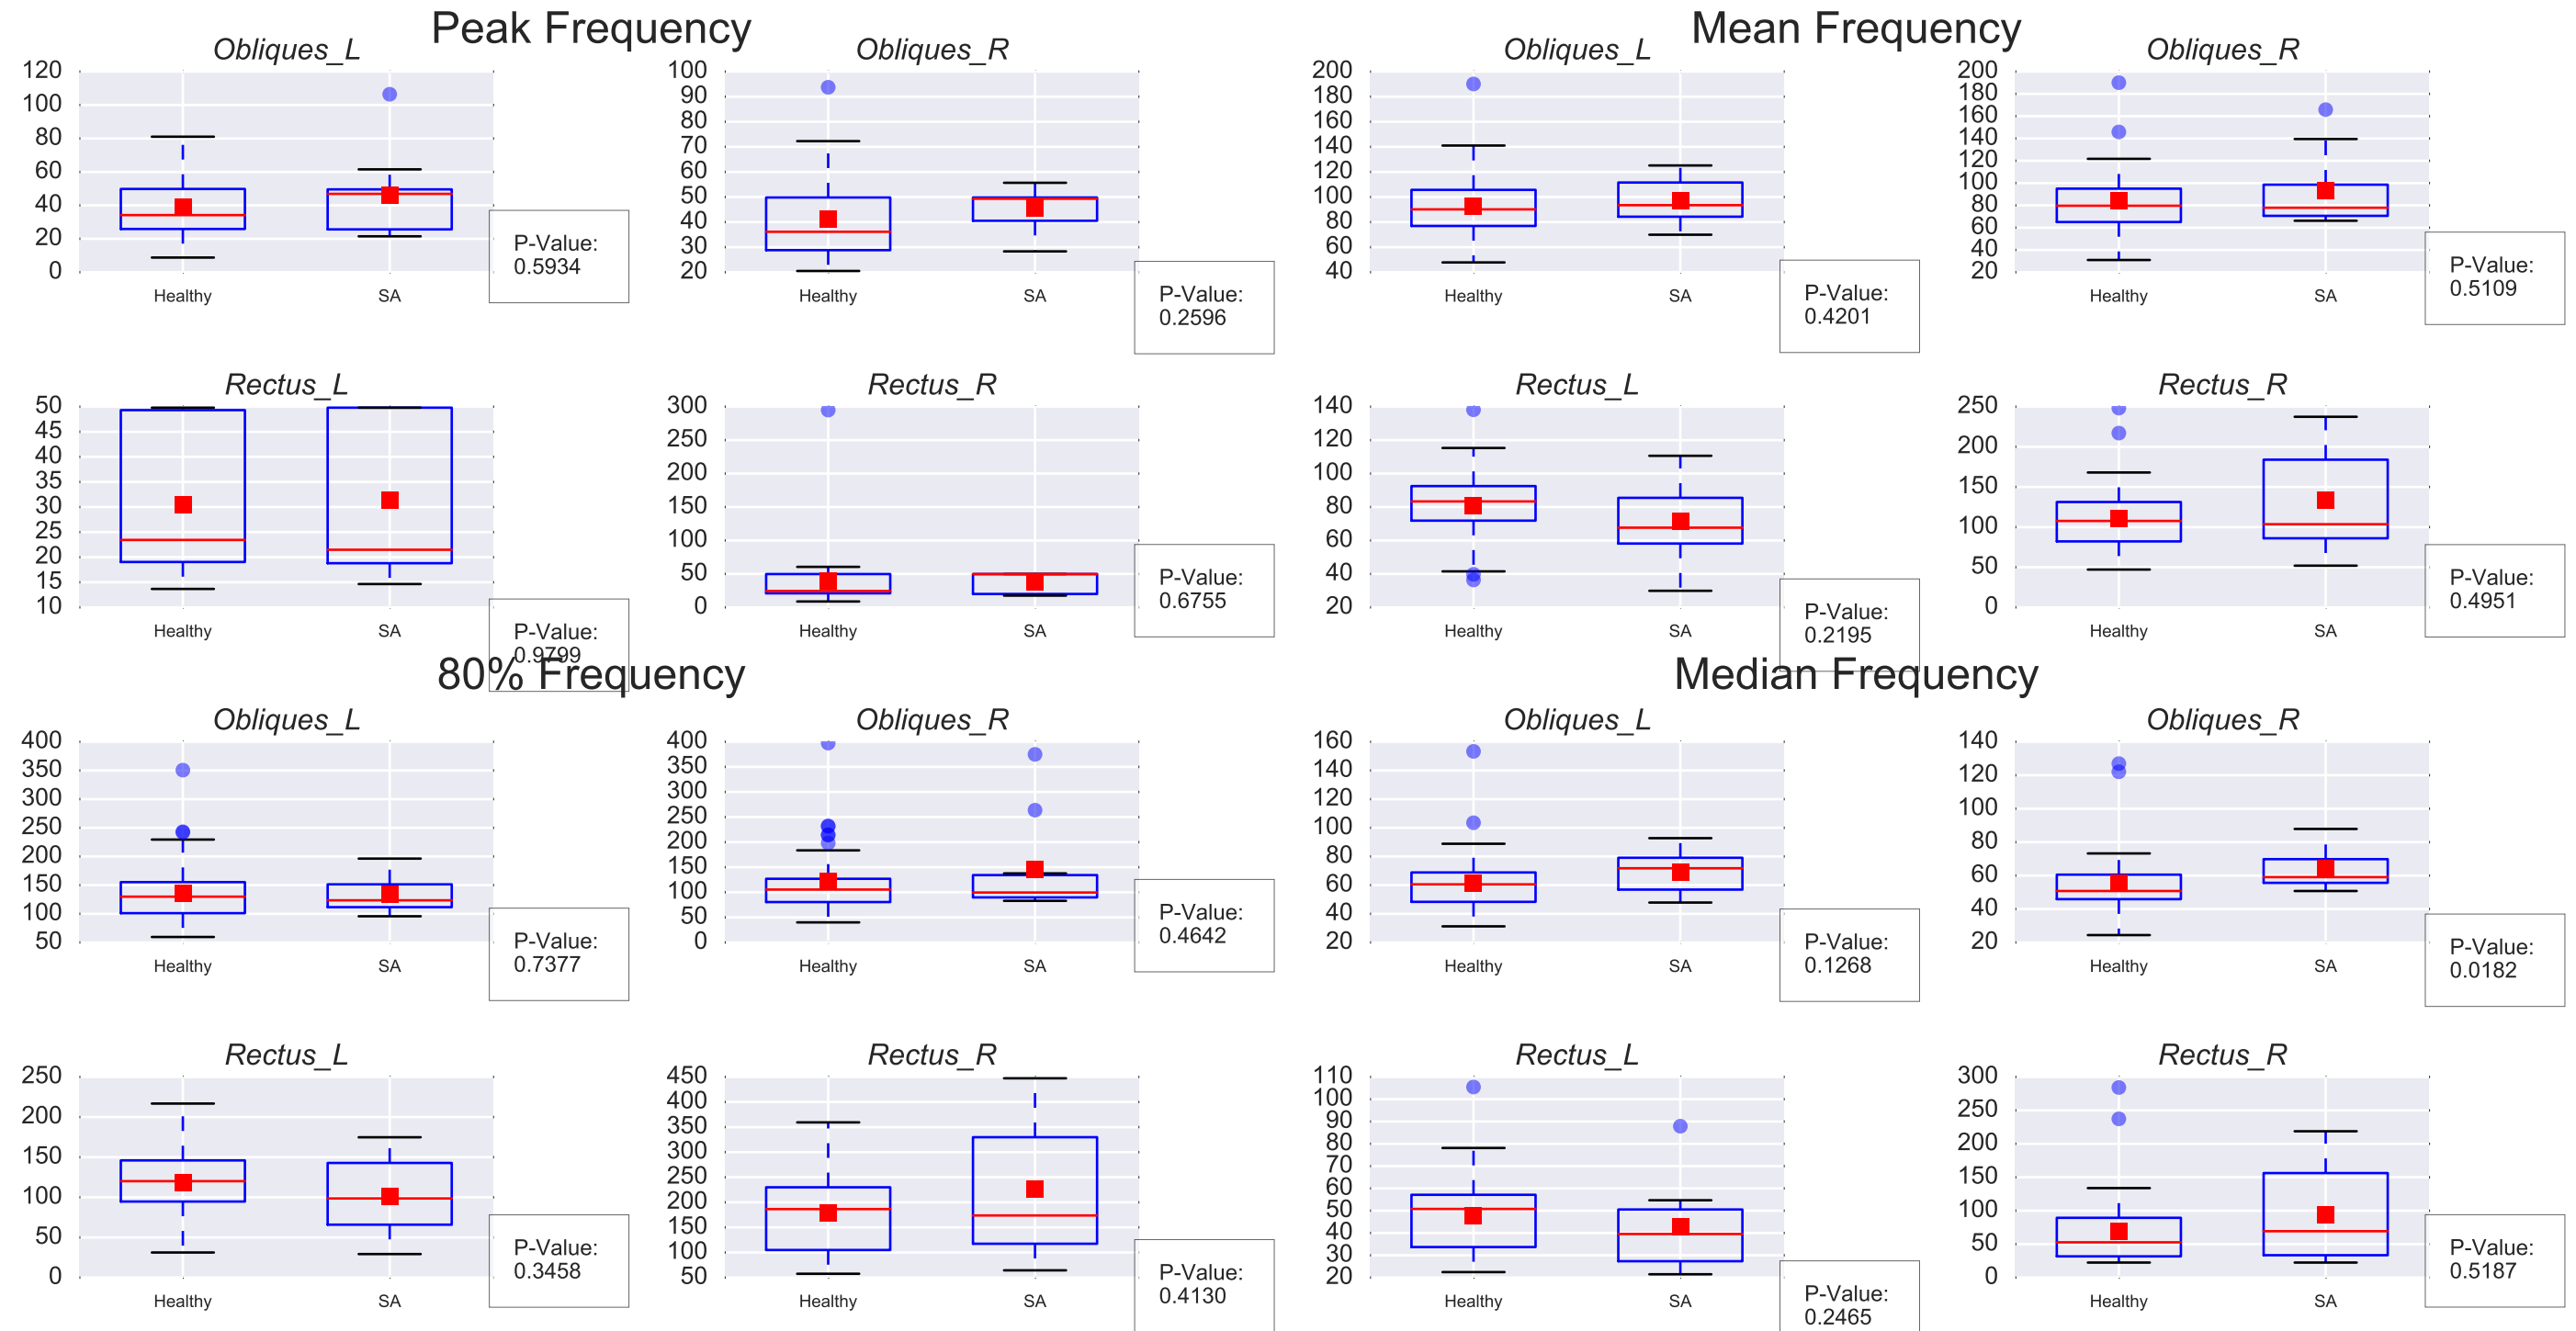 Peak Frequency
Mean Frequency
Obliques_L
Obliques_R
Obliques_L
Obliques_R
120
100
80
60
40
20
0
Healthy
SA
P-Value:
0.5934
100
90
80
70
60
50
40
30
20
Healthy
SA
P-Value:
0.2596
200
180
160
140
120
100
80
60
40
Healthy
SA
P-Value:
0.4201
200
180
160
140
120
100
80
60
40
20
Healthy
SA
P-Value:
0.5109
Rectus_L
Rectus_R
Rectus_L
Rectus_R
50
45
40
35
30
25
20
15
10
Healthy
SA
P-Value:
0.9799
300
250
200
150
100
50
0
Healthy
SA
P-Value:
0.6755
140
120
100
80
60
40
20
Healthy
SA
P-Value:
0.2195
250
200
150
100
50
0
Healthy
SA
P-Value:
0.4951
80% Frequency
Median Frequency
Obliques_L
Obliques_R
Obliques_L
Obliques_R
400
350
300
250
200
150
100
50
Healthy
SA
P-Value:
0.7377
400
350
300
250
200
150
100
50
0
Healthy
SA
P-Value:
0.4642
160
140
120
100
80
60
40
20
Healthy
SA
P-Value:
0.1268
140
120
100
80
60
40
20
Healthy
SA
P-Value:
0.0182
Rectus_L
Rectus_R
Rectus_L
Rectus_R
250
200
150
100
50
0
Healthy
SA
P-Value:
0.3458
450
400
350
300
250
200
150
100
50
Healthy
SA
P-Value:
0.4130
110
100
90
80
70
60
50
40
30
20
Healthy
SA
P-Value:
0.2465
300
250
200
150
100
50
0
Healthy
SA
P-Value:
0.5187